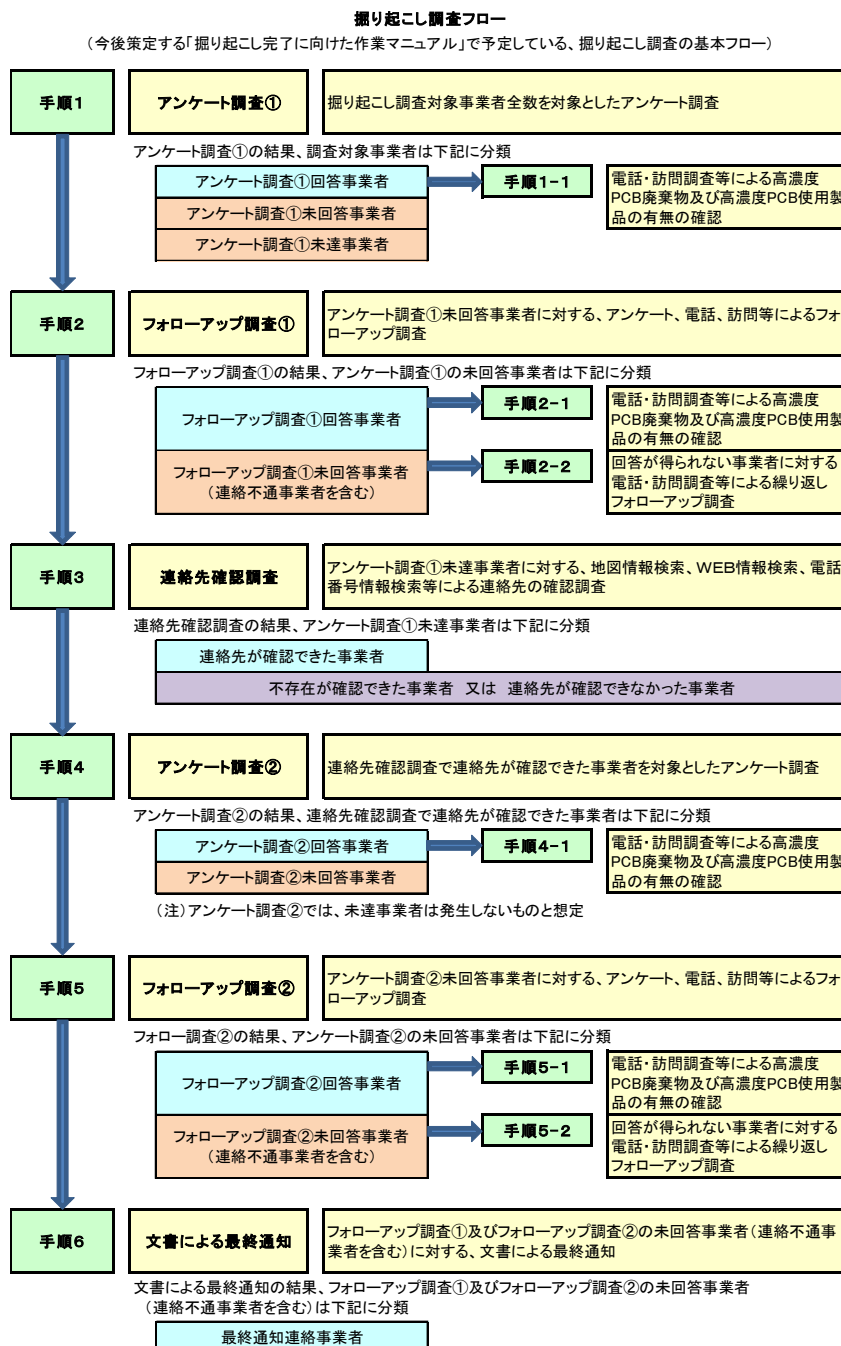 掘り起こし調査フロー
（今後策定する「掘り起こし完了に向けた作業マニュアル」で予定している、掘り起こし調査の基本フロー）
手順1
アンケート調査①
掘り起こし調査対象事業者全数を対象としたアンケート調査
アンケート調査①の結果、調査対象事業者は下記に分類
アンケート調査①回答事業者
手順1-1
電話・訪問調査等による高濃度
PCB廃棄物及び高濃度PCB使用製
品の有無の確認
アンケート調査①未回答事業者
アンケート調査①未達事業者
手順2
フォローアップ調査①
アンケート調査①未回答事業者に対する、アンケート、電話、訪問等によるフォ
ローアップ調査
フォローアップ調査①の結果、アンケート調査①の未回答事業者は下記に分類
フォローアップ調査①回答事業者
手順2-1
電話・訪問調査等による高濃度
PCB廃棄物及び高濃度PCB使用製
品の有無の確認
フォローアップ調査①未回答事業者
（連絡不通事業者を含む）
手順2-2
回答が得られない事業者に対する
電話・訪問調査等による繰り返し
フォローアップ調査
手順3
連絡先確認調査
アンケート調査①未達事業者に対する、地図情報検索、WEB情報検索、電話
番号情報検索等による連絡先の確認調査
連絡先確認調査の結果、アンケート調査①未達事業者は下記に分類
連絡先が確認できた事業者
不存在が確認できた事業者 又は 連絡先が確認できなかった事業者
手順4
アンケート調査②
連絡先確認調査で連絡先が確認できた事業者を対象としたアンケート調査
アンケート調査②の結果、連絡先確認調査で連絡先が確認できた事業者は下記に分類
アンケート調査②回答事業者
手順4-1
電話・訪問調査等による高濃度
PCB廃棄物及び高濃度PCB使用製
品の有無の確認
アンケート調査②未回答事業者
（注）アンケート調査②では、未達事業者は発生しないものと想定
手順5
フォローアップ調査②
アンケート調査②未回答事業者に対する、アンケート、電話、訪問等によるフォ
ローアップ調査
フォロー調査②の結果、アンケート調査②の未回答事業者は下記に分類
フォローアップ調査②回答事業者
手順5-1
電話・訪問調査等による高濃度
PCB廃棄物及び高濃度PCB使用製
品の有無の確認
フォローアップ調査②未回答事業者
（連絡不通事業者を含む）
手順5-2
回答が得られない事業者に対する
電話・訪問調査等による繰り返し
フォローアップ調査
手順6
文書による最終通知
フォローアップ調査①及びフォローアップ調査②の未回答事業者（連絡不通事
業者を含む）に対する、文書による最終通知
文書による最終通知の結果、フォローアップ調査①及びフォローアップ調査②の未回答事業者
（連絡不通事業者を含む）は下記に分類
最終通知連絡事業者